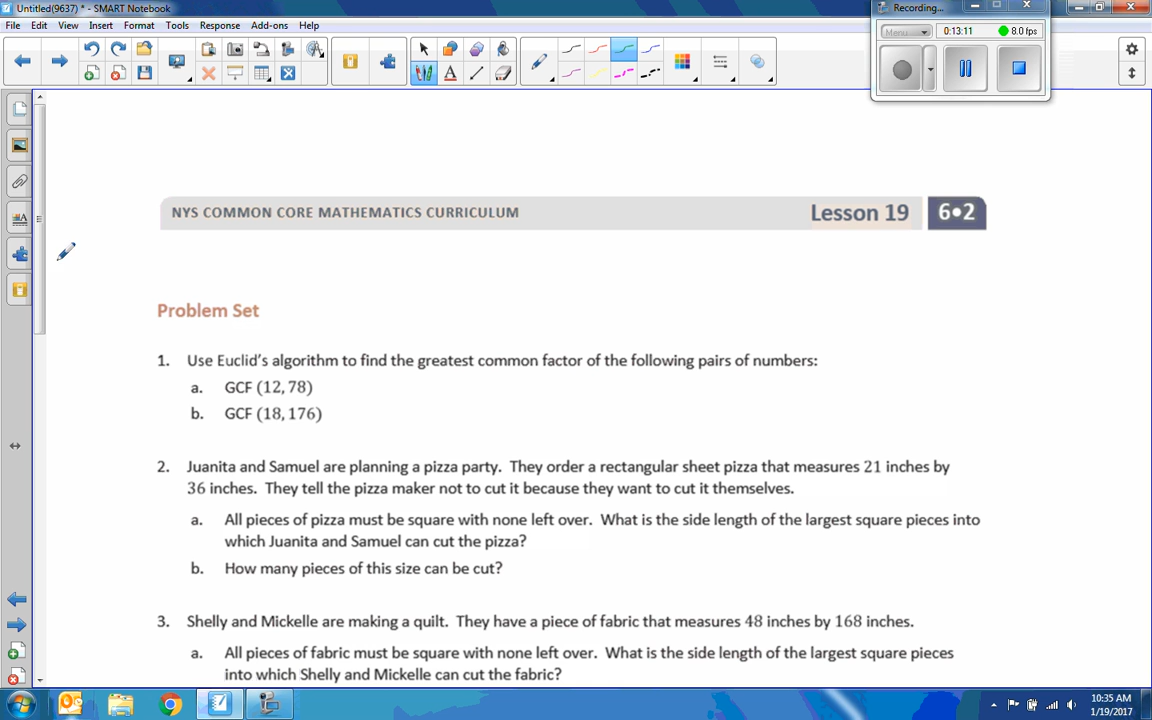 Untitled(9637) * - SMART Notebook
Recording...
File Edit View Insert Format Tools Response Add-ons Help
Menu... 0:13:11 8.0 fps
NYS COMMON CORE MATHEMATICS CURRICULUM Lesson 19 6•2
Problem Set
1. Use Euclid's algorithm to find the greatest common factor of the following pairs of numbers:
a. GCF (12, 78)
b. GCF (18, 176)
2. Juanita and Samuel are planning a pizza party. They order a rectangular sheet pizza that measures 21 inches by
36 inches. They tell the pizza maker not to cut it because they want to cut it themselves.
a. All pieces of pizza must be square with none left over. What is the side length of the largest square pieces into
which Juanita and Samuel can cut the pizza?
b. How many pieces of this size can be cut?
3. Shelly and Mickelle are making a quilt. They have a piece of fabric that measures 48 inches by 168 inches.
a. All pieces of fabric must be square with none left over. What is the side length of the largest square pieces
into which Shelly and Mickelle can cut the fabric?
10:35 AM
1/19/2017